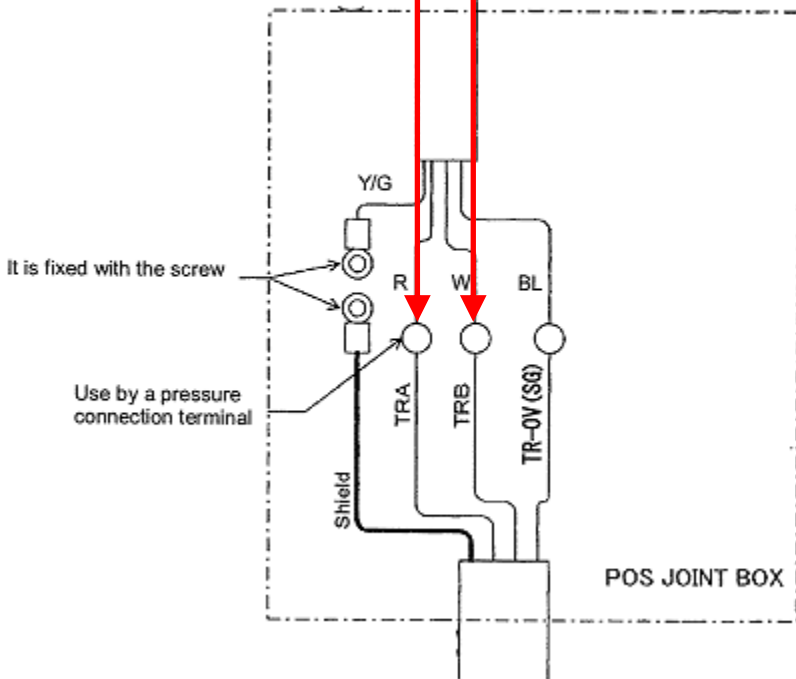 Y/G
It is fixed with the screw
R
W
BL
Use by a pressure
connection terminal
TRA
TRB
TR-0V(SG)
Shield
POS JOINT BOX